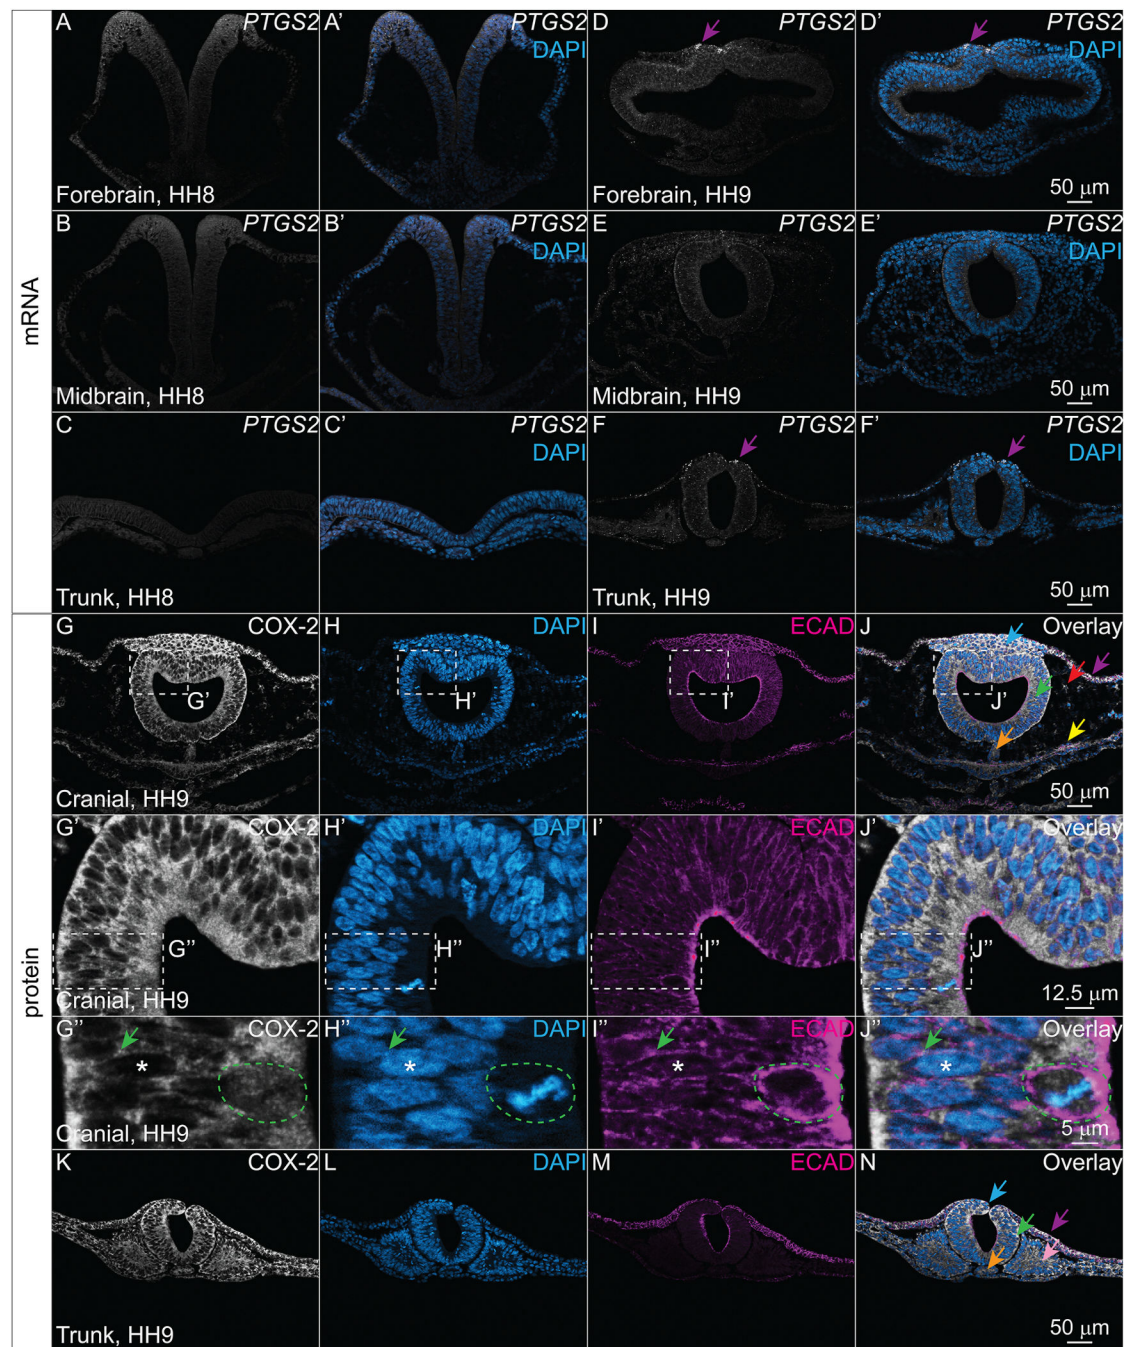 mRNA
A PTGS2
Forebrain, HH8
A' PTGS2
DAPI
D PTGS2
Forebrain, HH9
D' PTGS2
DAPI
50 μm
B PTGS2
Midbrain, HH8
B' PTGS2
DAPI
E PTGS2
Midbrain, HH9
E' PTGS2
DAPI
50 μm
C PTGS2
Trunk, HH8
C' PTGS2
DAPI
F PTGS2
Trunk, HH9
F' PTGS2
DAPI
50 μm
protein
G COX-2
G'
Cranial, HH9
H DAPI
H'
I ECAD
I'
J Overlay
J'
50 μm
G' COX-2
G''
Cranial, HH9
H' DAPI
H''
I' ECAD
I''
J' Overlay
J''
12.5 μm
G'' COX-2
*
Cranial, HH9
H'' DAPI
*
I'' ECAD
*
J'' Overlay
*
5 μm
K COX-2
Trunk, HH9
L DAPI
M ECAD
N Overlay
50 μm